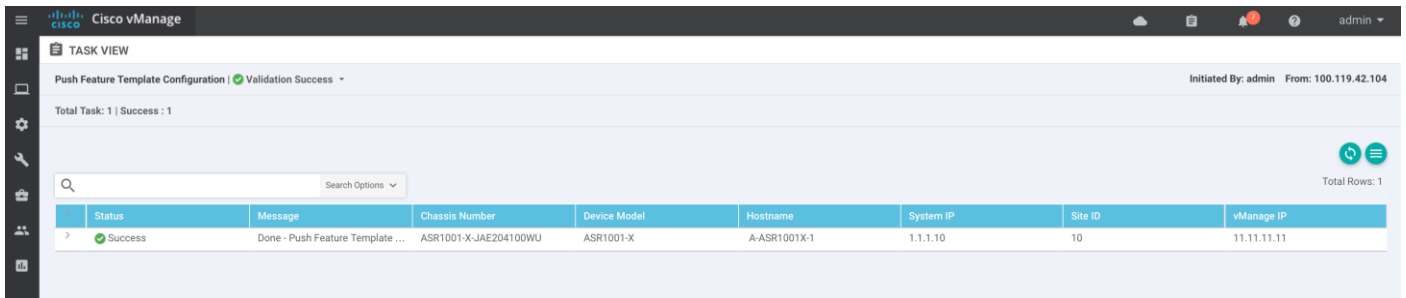 CISCO Cisco vManage 7 admin
TASK VIEW
Push Feature Template Configuration | Validation Success Initiated By: admin From: 100.119.42.104
Total Task: 1 | Success : 1
Search Options Total Rows: 1
Status Message Chassis Number Device Model Hostname System IP Site ID vManage IP
Success Done - Push Feature Template ... ASR1001-X-JAE204100WU ASR1001-X A-ASR1001X-1 1.1.1.10 10 11.11.11.11